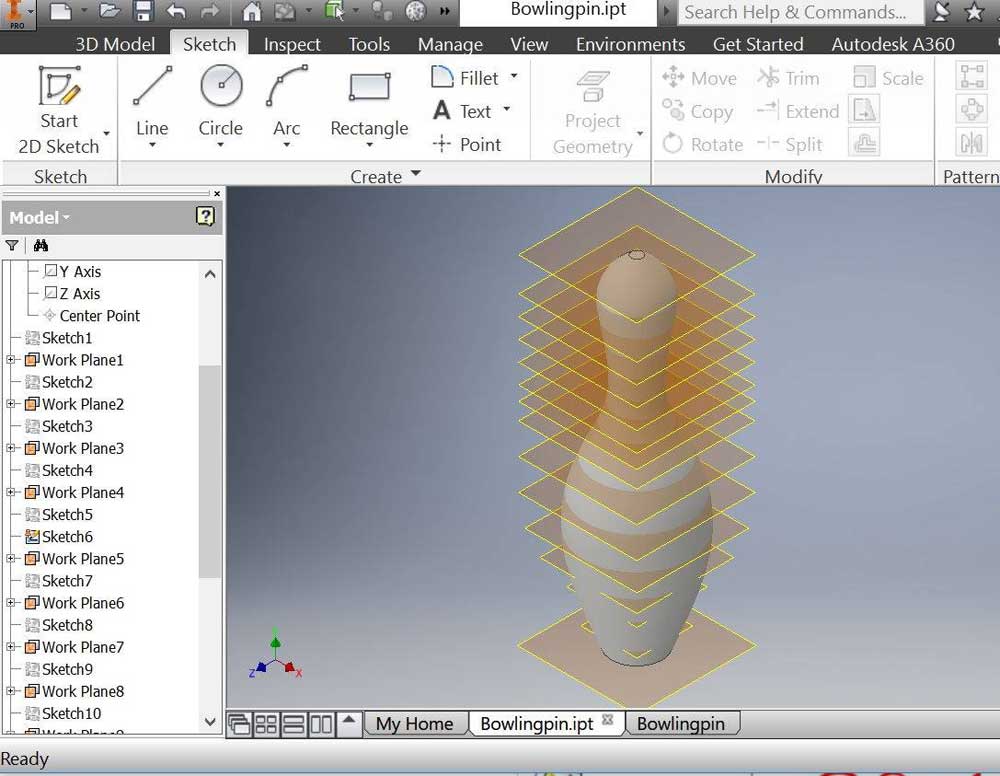 PRO
Bowlingpin.ipt
Search Help & Commands...
3D Model Sketch Inspect Tools Manage View Environments Get Started Autodesk A360
Start
2D Sketch
Line
Circle
Arc
Rectangle
Fillet
A Text
Point
Project
Geometry
Move
Trim
Scale
Copy
Extend
Rotate
Split
Sketch
Create
Modify
Pattern
Model
?
Y Axis
Z Axis
Center Point
Sketch1
Work Plane1
Sketch2
Work Plane2
Sketch3
Work Plane3
Sketch4
Work Plane4
Sketch5
Sketch6
Work Plane5
Sketch7
Work Plane6
Sketch8
Work Plane7
Sketch9
Work Plane8
Sketch10
Z X
My Home
Bowlingpin.ipt
Bowlingpin
Ready